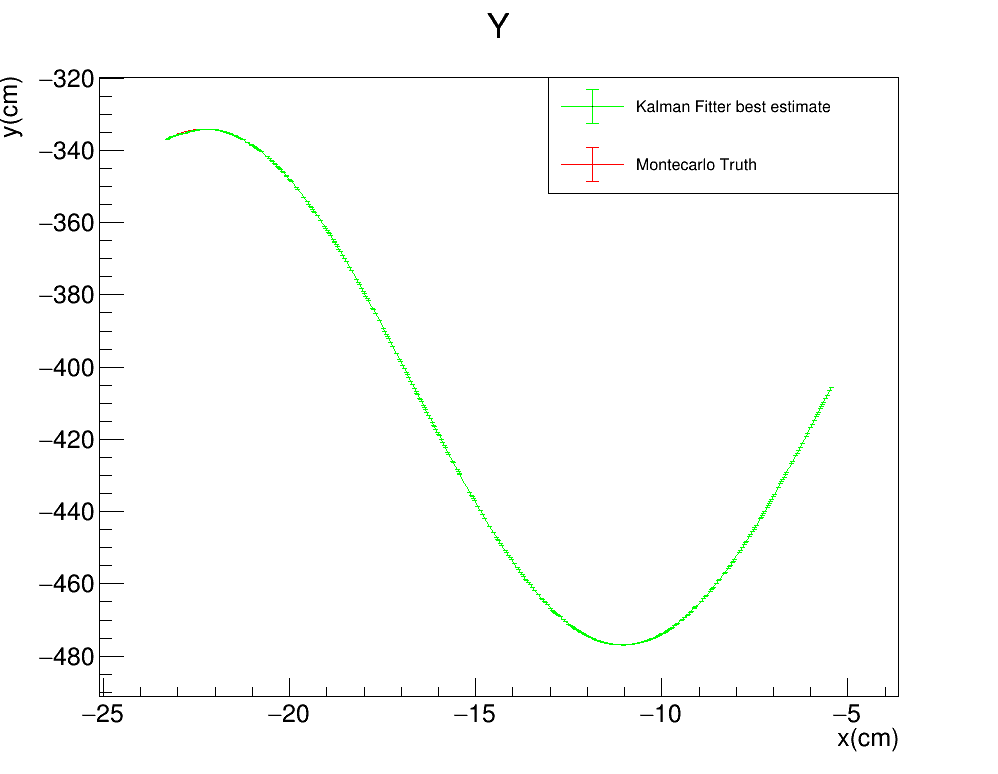 Y
y(cm)
−320
−340
−360
−380
−400
−420
−440
−460
−480
Kalman Fitter best estimate
Montecarlo Truth
−25 −20 −15 −10 −5
x(cm)